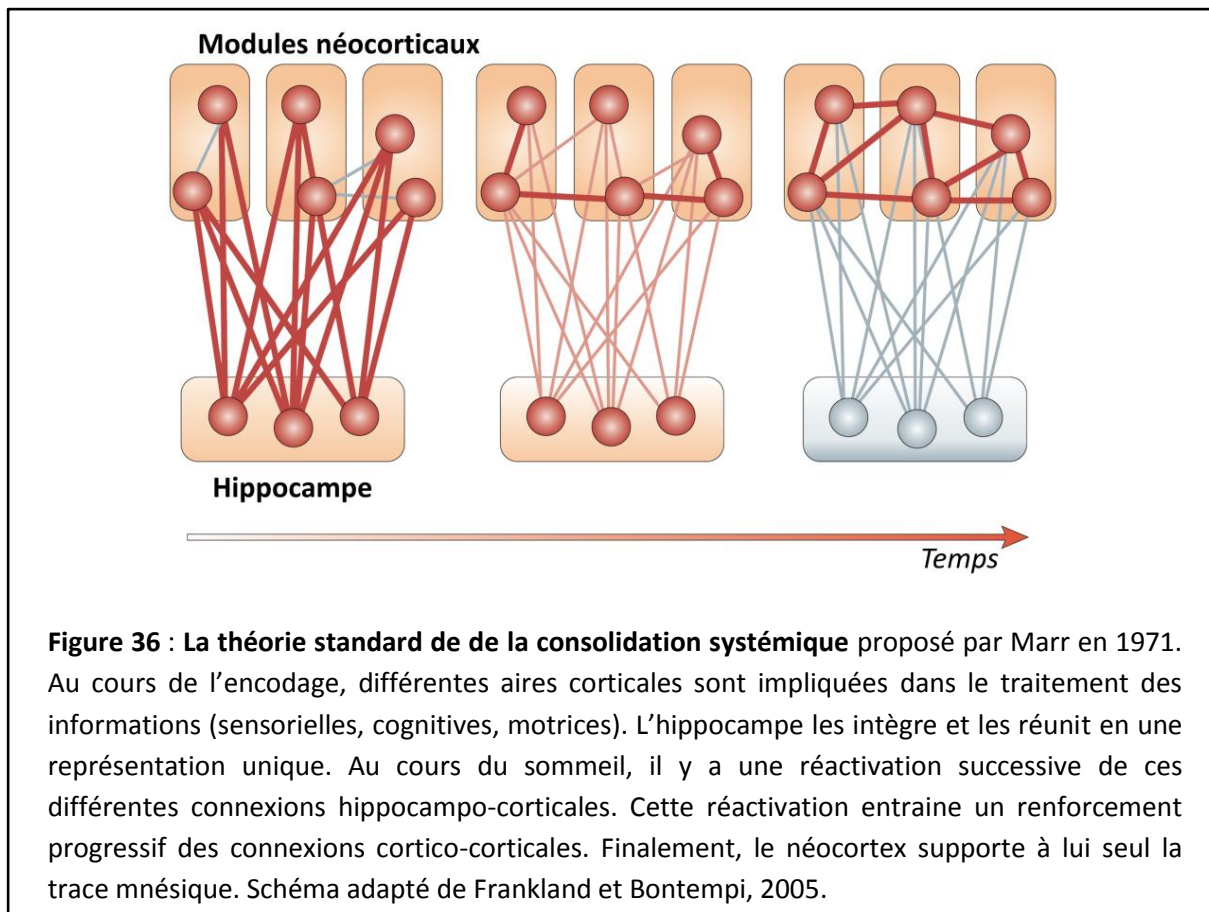 Modules néocorticaux
Hippocampe
Temps
Figure 36 : La théorie standard de de la consolidation systémique proposé par Marr en 1971.
Au cours de l’encodage, différentes aires corticales sont impliquées dans le traitement des
informations (sensorielles, cognitives, motrices). L’hippocampe les intègre et les réunit en une
représentation unique. Au cours du sommeil, il y a une réactivation successive de ces
différentes connexions hippocampo-corticales. Cette réactivation entraine un renforcement
progressif des connexions cortico-corticales. Finalement, le néocortex supporte à lui seul la
trace mnésique. Schéma adapté de Frankland et Bontempi, 2005.